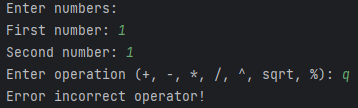 Enter numbers:
First number: 1
Second number: 1
Enter operation (+, -, *, /, ^, sqrt, %): q
Error incorrect operator!